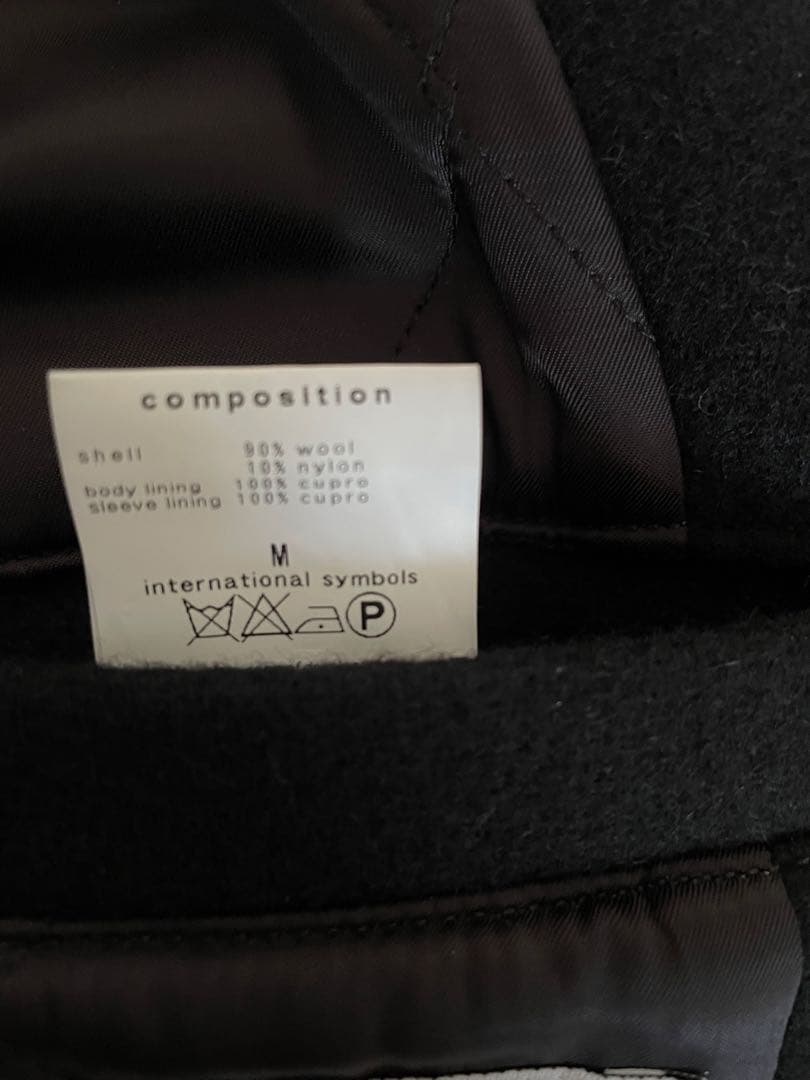 composition
shell 90% wool
10% nylon
body lining 100% cupro
sleeve lining 100% cupro
M
international symbols
P